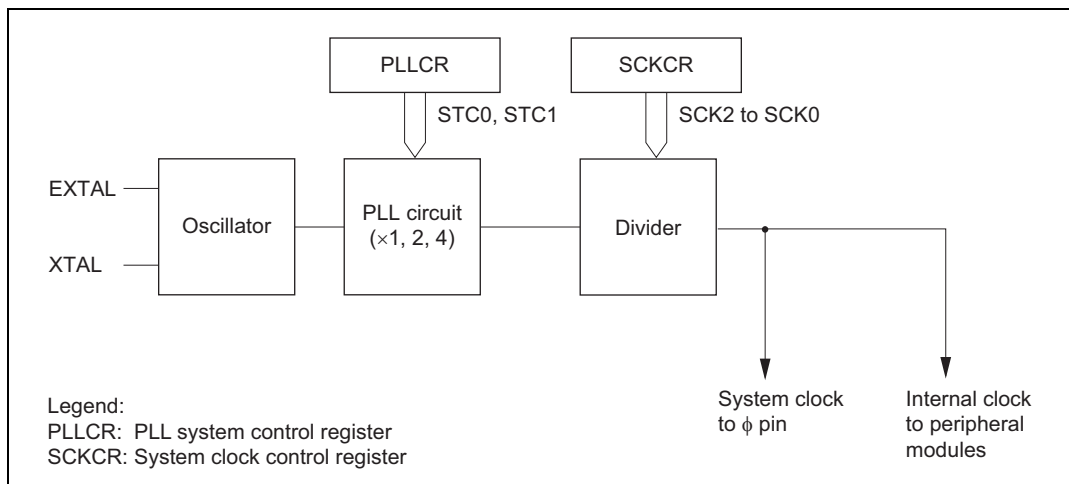 PLLCR
SCKCR
STC0, STC1
SCK2 to SCK0
EXTAL
XTAL
Oscillator
PLL circuit
(×1, 2, 4)
Divider
System clock
to ϕ pin
Internal clock
to peripheral
modules
Legend:
PLLCR: PLL system control register
SCKCR: System clock control register